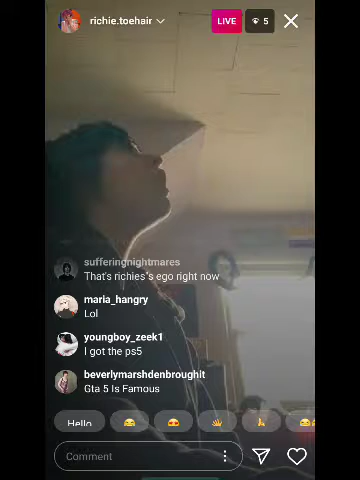 richie.toehair
LIVE
5
sufferingnightmares
That's richies's ego right now
maria_hangry
Lol
youngboy_zeek1
I got the ps5
beverlymarshdenbroughit
Gta 5 Is Famous
Hello
Comment